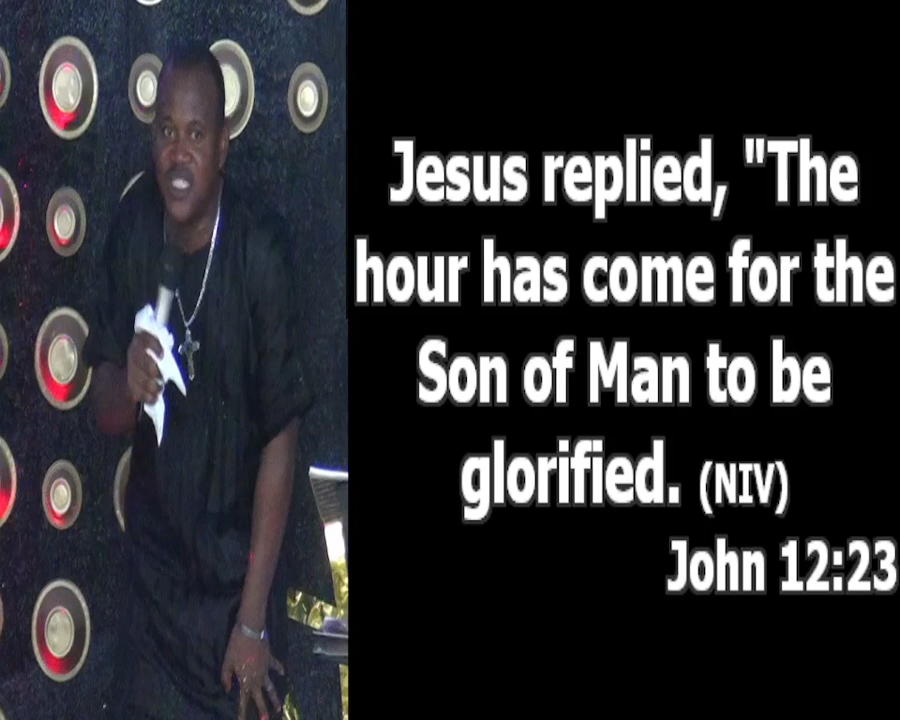 Jesus replied, "The
hour has come for the
Son of Man to be
glorified. (NIV)
John 12:23